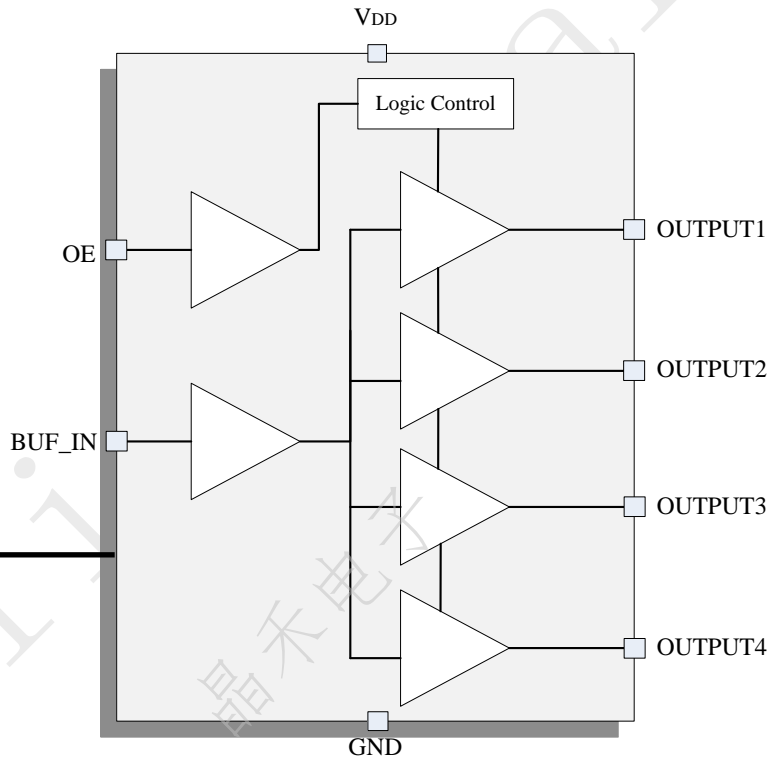 VDD
Logic Control
OE
OUTPUT1
OUTPUT2
BUF_IN
OUTPUT3
OUTPUT4
GND
晶禾电子